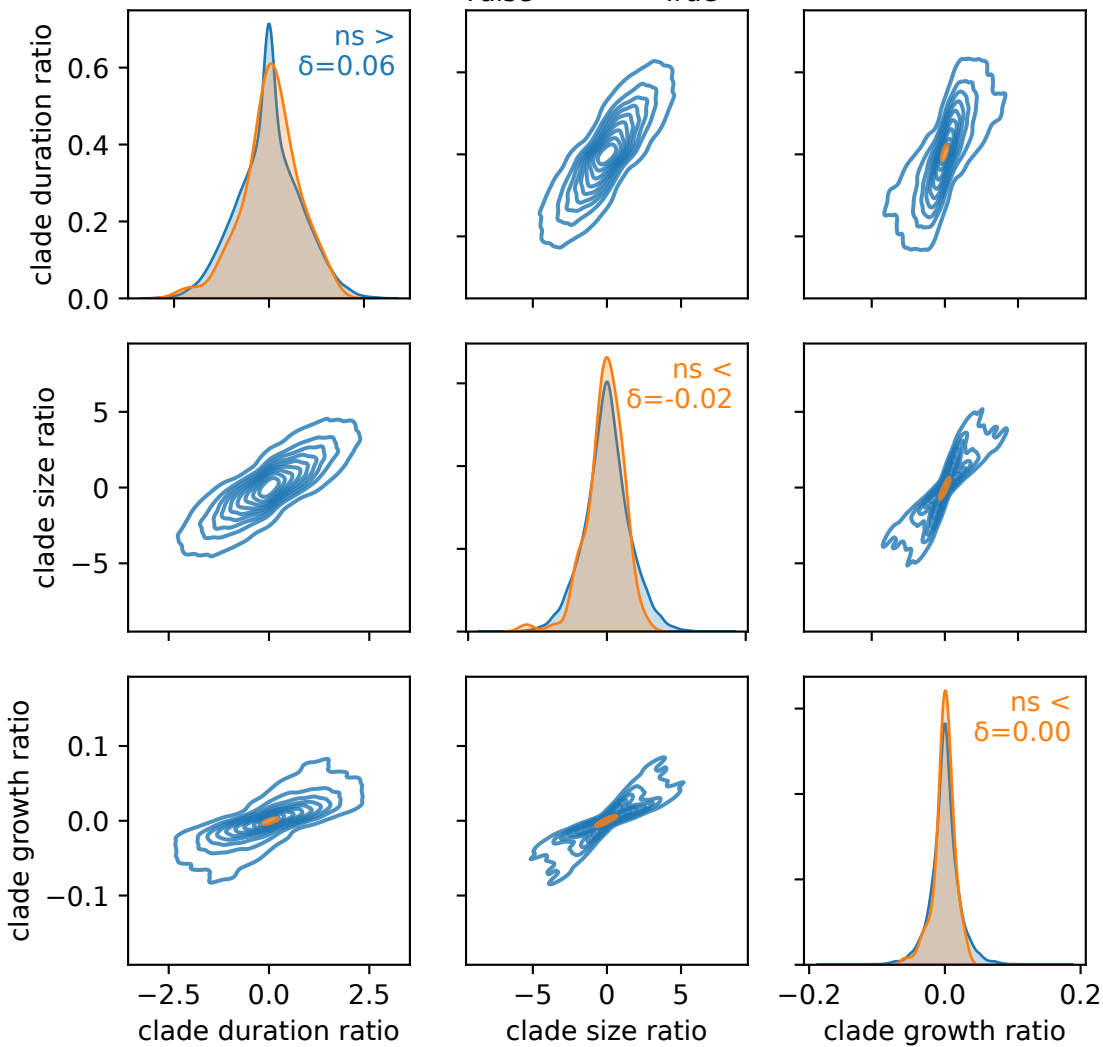 clade duration ratio
0.6
0.4
0.2
0.0
ns >
δ=0.06
clade size ratio
5
0
−5
ns <
δ=-0.02
clade growth ratio
0.1
0.0
−0.1
ns <
δ=0.00
−2.5 0.0 2.5
−5 0 5
−0.2 0.0 0.2
clade duration ratio
clade size ratio
clade growth ratio